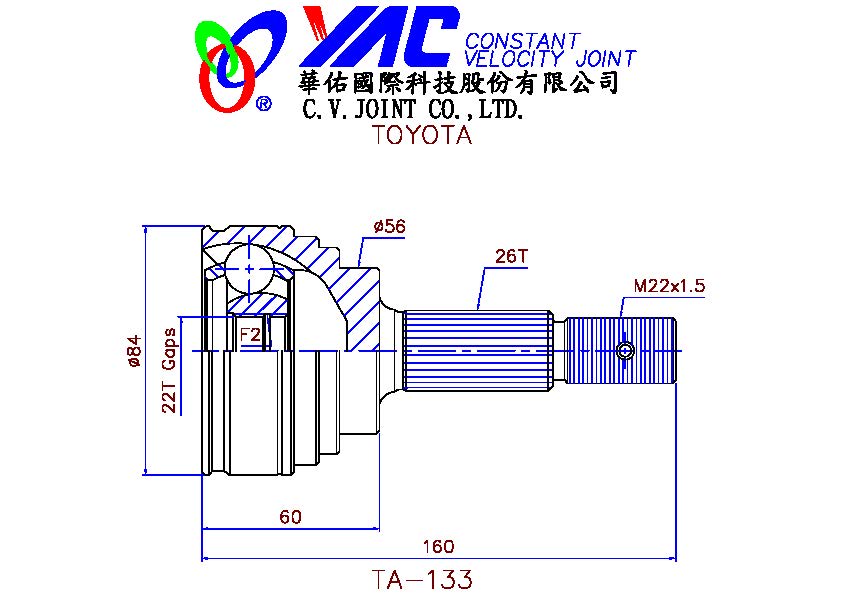 YAC CONSTANT
VELOCITY JOINT
®
華佑國際科技股份有限公司
C.V.JOINT CO.,LTD.
TOYOTA
ø56
26T
M22x1.5
ø84
22T Gaps
F2
60
160
TA-133